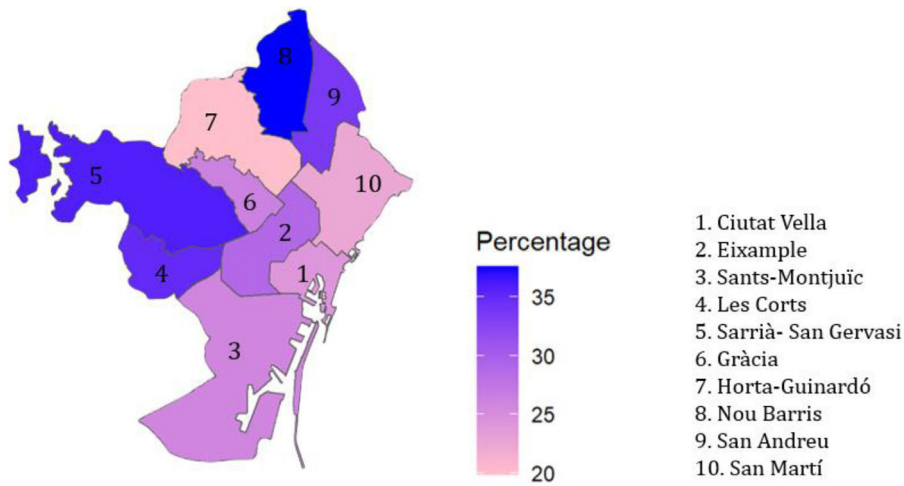 8
9
7
10
5
6
2
4
1
3
Percentage
35
30
25
20
1. Ciutat Vella
2. Eixample
3. Sants-Montjuïc
4. Les Corts
5. Sarrià- San Gervasi
6. Gràcia
7. Horta-Guinardó
8. Nou Barris
9. San Andreu
10. San Martí